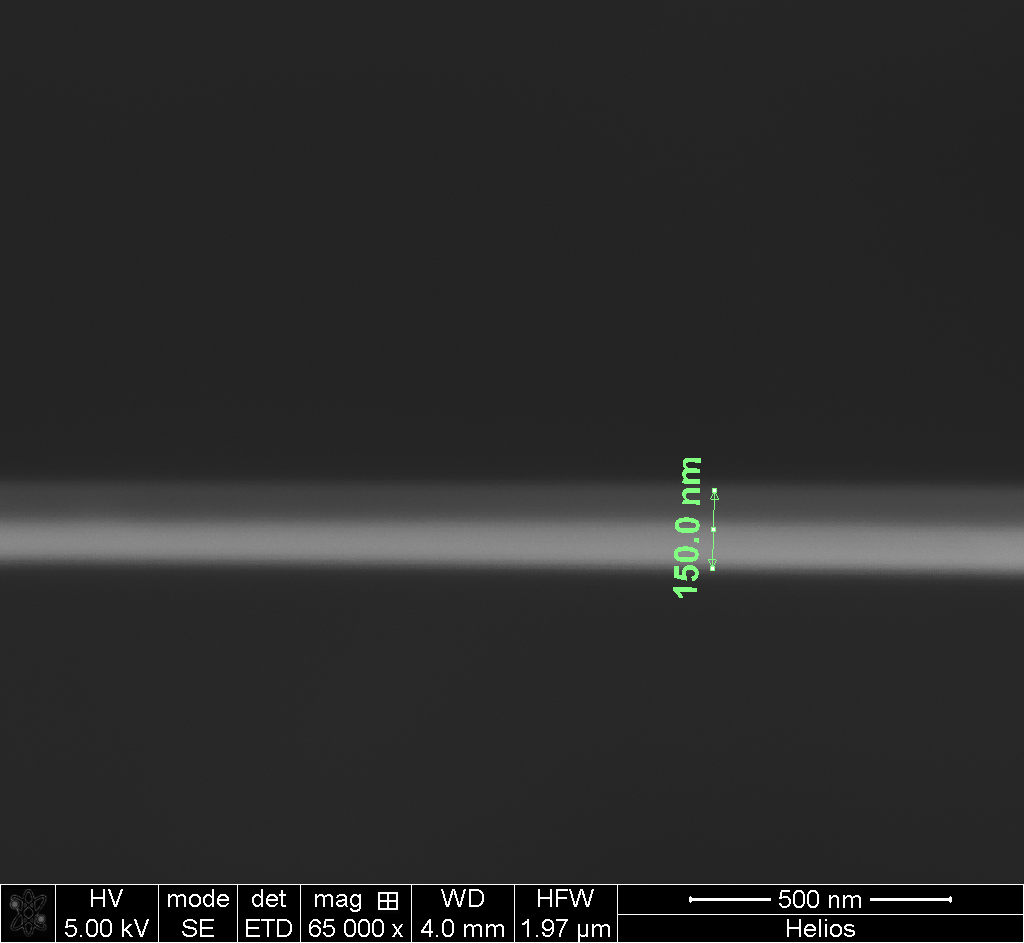 150.0 nm
HV mode det mag WD HFW 500 nm
5.00 kV SE ETD 65 000 x 4.0 mm 1.97 µm Helios